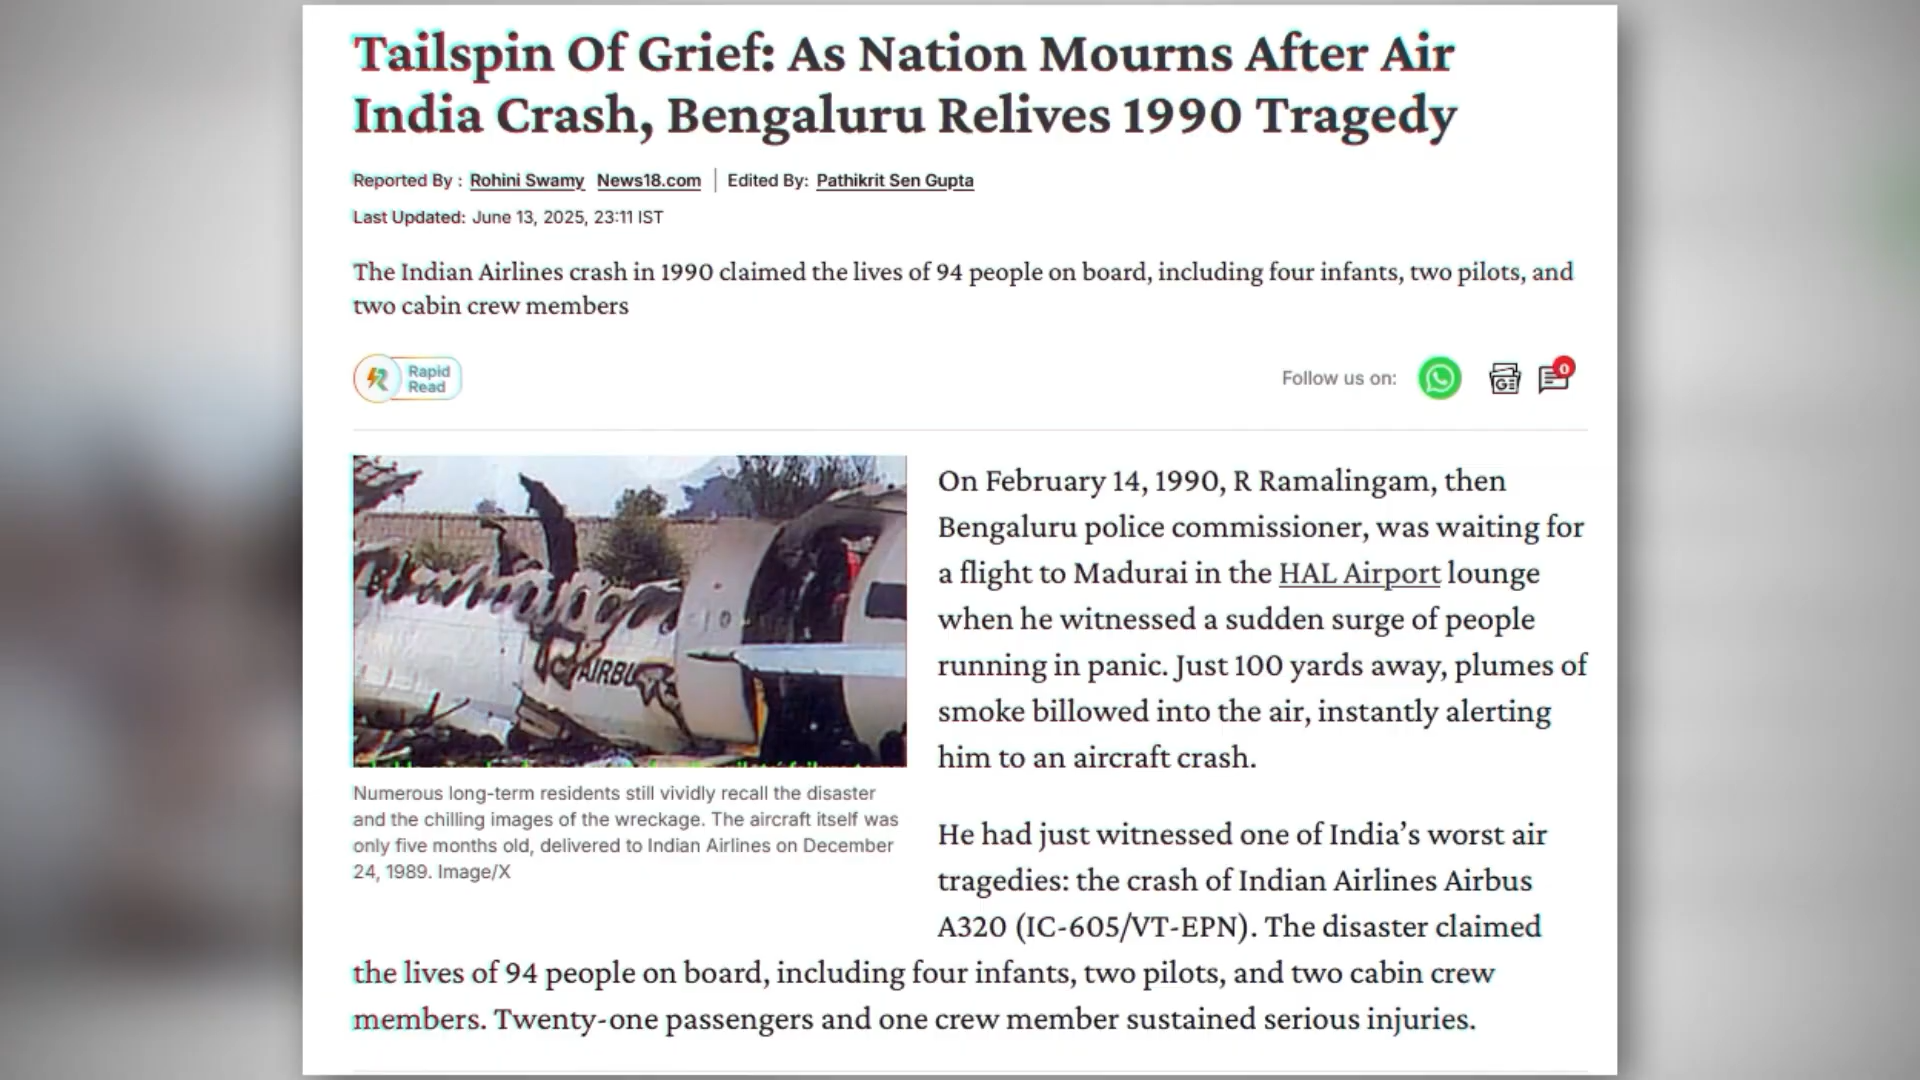 Tailspin Of Grief: As Nation Mourns After Air
India Crash, Bengaluru Relives 1990 Tragedy
Reported By : Rohini Swamy News18.com | Edited By: Pathikrit Sen Gupta
Last Updated: June 13, 2025, 23:11 IST
The Indian Airlines crash in 1990 claimed the lives of 94 people on board, including four infants, two pilots, and
two cabin crew members
Rapid
Read
Follow us on:
GE
0
AIRBU
Numerous long-term residents still vividly recall the disaster
and the chilling images of the wreckage. The aircraft itself was
only five months old, delivered to Indian Airlines on December
24, 1989. Image/X
On February 14, 1990, R Ramalingam, then
Bengaluru police commissioner, was waiting for
a flight to Madurai in the HAL Airport lounge
when he witnessed a sudden surge of people
running in panic. Just 100 yards away, plumes of
smoke billowed into the air, instantly alerting
him to an aircraft crash.
He had just witnessed one of India’s worst air
tragedies: the crash of Indian Airlines Airbus
A320 (IC-605/VT-EPN). The disaster claimed
the lives of 94 people on board, including four infants, two pilots, and two cabin crew
members. Twenty-one passengers and one crew member sustained serious injuries.